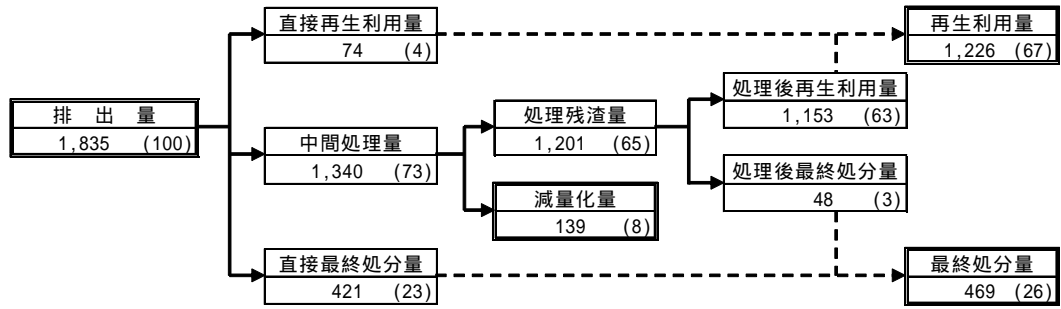 直接再生利用量
74 (4)
再生利用量
1,226 (67)
排 出 量
1,835 (100)
中間処理量
1,340 (73)
処理残渣量
1,201 (65)
処理後再生利用量
1,153 (63)
処理後最終処分量
48 (3)
減量化量
139 (8)
直接最終処分量
421 (23)
最終処分量
469 (26)